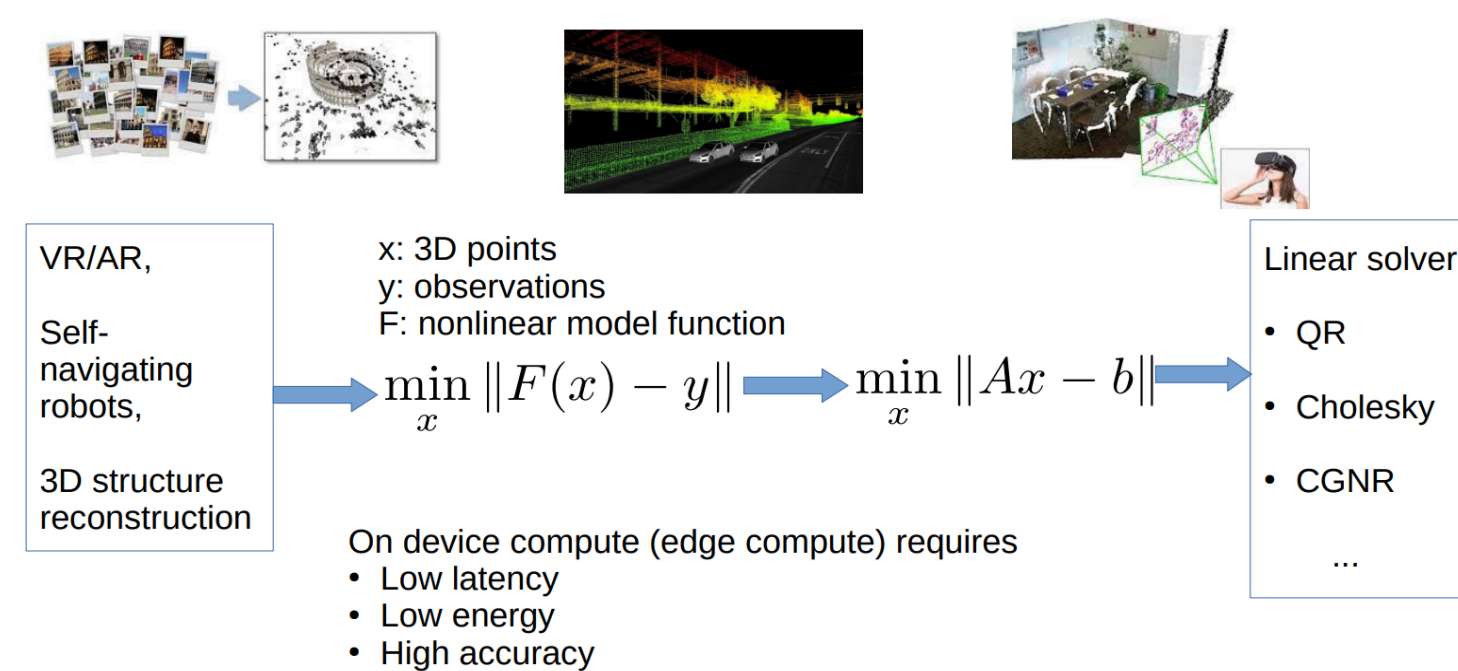 ONLY
VR/AR,
Self-
navigating
robots,
3D structure
reconstruction
x: 3D points
y: observations
F: nonlinear model function
min ‖F(x) − y‖
x
min ‖Ax − b‖
x
Linear solver
• QR
• Cholesky
• CGNR
...
On device compute (edge compute) requires
• Low latency
• Low energy
• High accuracy